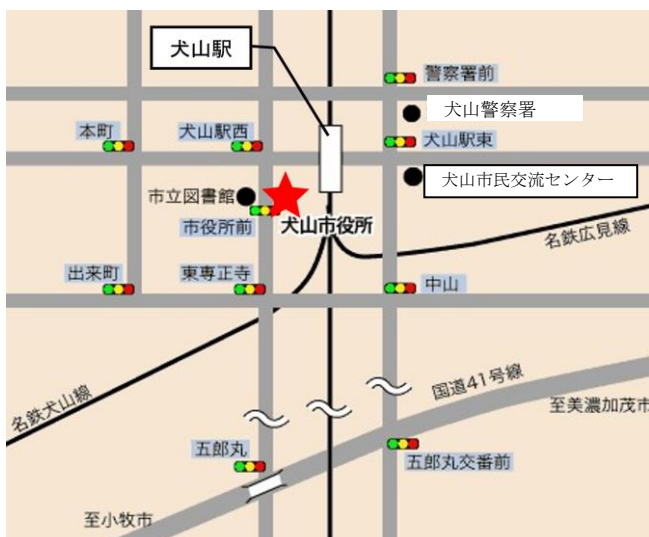 犬山駅
警察署前
犬山警察署
本町
犬山駅西
犬山駅東
市立図書館
犬山市民交流センター
市役所前
犬山市役所
名鉄広見線
出来町
東専正寺
中山
名鉄犬山線
国道41号線
至美濃加茂市
五郎丸
五郎丸交番前
至小牧市